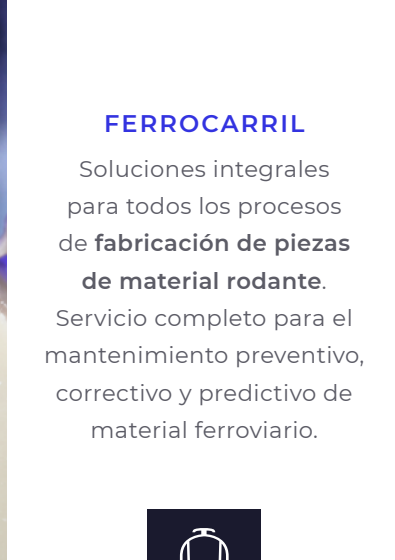 FERROCARRIL
Soluciones integrales
para todos los procesos
de fabricación de piezas
de material rodante.
Servicio completo para el
mantenimiento preventivo,
correctivo y predictivo de
material ferroviario.